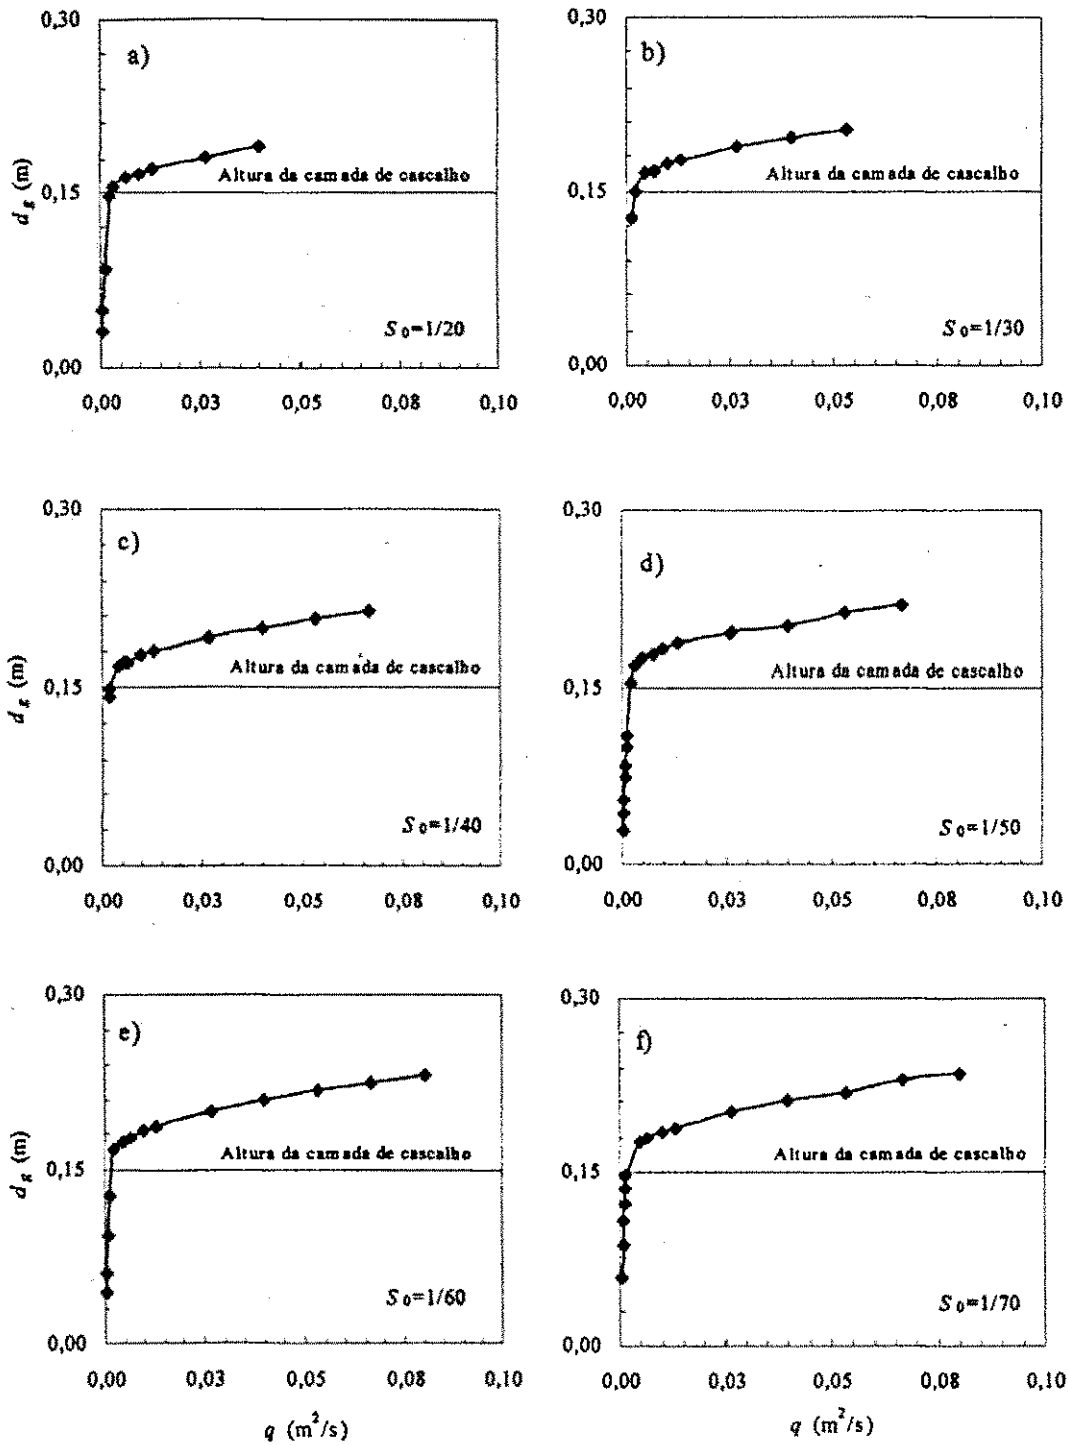 0,30
a)
d_g (m)
Altura da camada de cascalho
0,15
S₀=1/20
0,00
0,00 0,03 0,05 0,08 0,10
0,30
b)
Altura da camada de cascalho
0,15
S₀=1/30
0,00
0,00 0,03 0,05 0,08 0,10
0,30
c)
d_g (m)
Altura da camada de cascalho
0,15
S₀=1/40
0,00
0,00 0,03 0,05 0,08 0,10
0,30
d)
Altura da camada de cascalho
0,15
S₀=1/50
0,00
0,00 0,03 0,05 0,08 0,10
0,30
e)
d_g (m)
Altura da camada de cascalho
0,15
S₀=1/60
0,00
0,00 0,03 0,05 0,08 0,10
q (m²/s)
0,30
f)
Altura da camada de cascalho
0,15
S₀=1/70
0,00
0,00 0,03 0,05 0,08 0,10
q (m²/s)